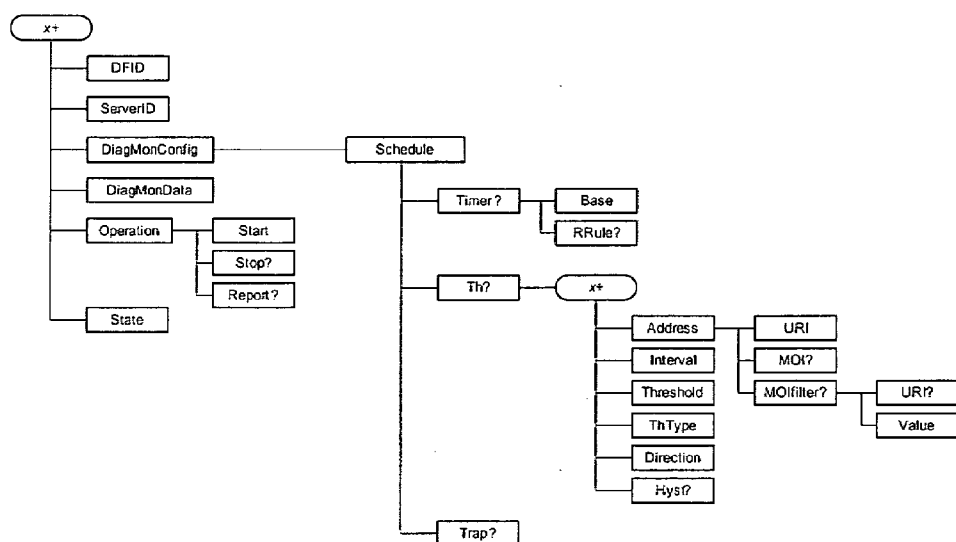 x+
DFID
ServerID
DiagMonConfig
Schedule
DiagMonData
Timer?
Base
Operation
Start
RRule?
Stop?
Report?
Th?
x+
State
Address
URI
Interval
MOI?
Threshold
MOIfilter?
URI?
ThType
Value
Direction
Hyst?
Trap?